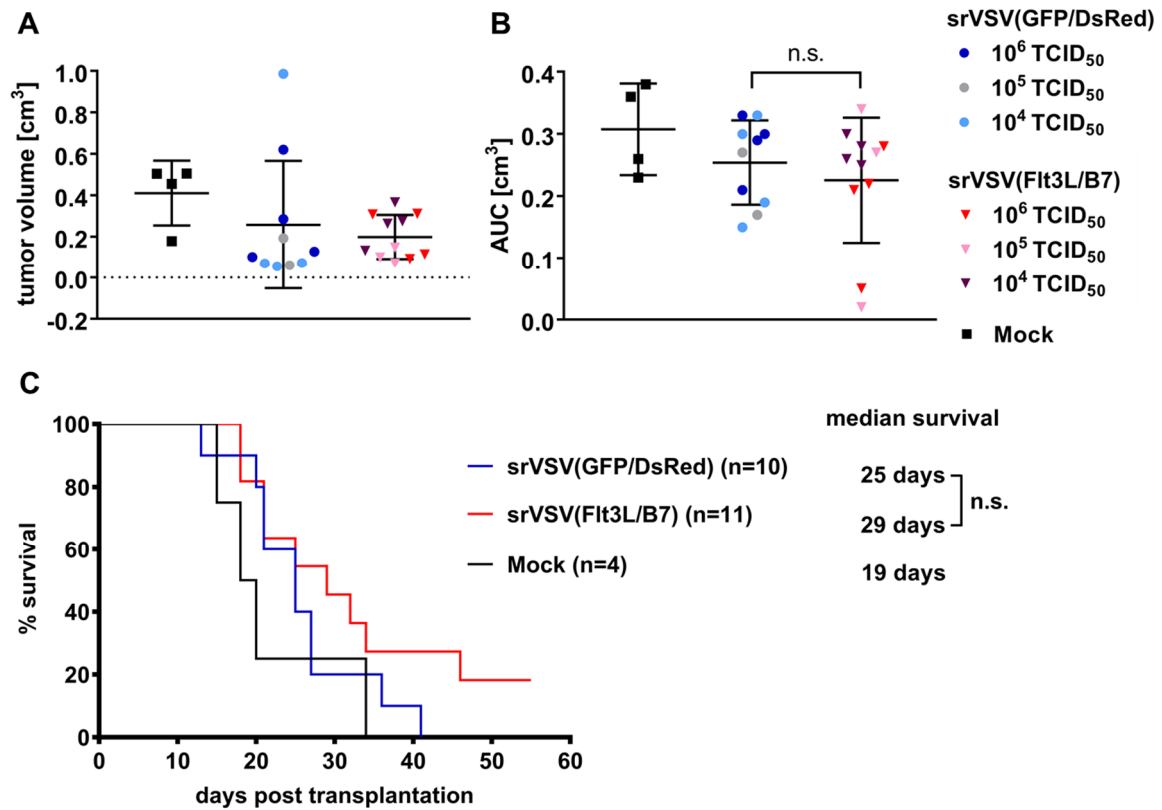 A
tumor volume [cm³]
1.0
0.8
0.6
0.4
0.2
0.0
-0.2
B
n.s.
AUC [cm³]
0.4
0.3
0.2
0.1
0.0
srVSV(GFP/DsRed)
10⁶ TCID₅₀
10⁵ TCID₅₀
10⁴ TCID₅₀
srVSV(Flt3L/B7)
10⁶ TCID₅₀
10⁵ TCID₅₀
10⁴ TCID₅₀
Mock
C
% survival
100
80
60
40
20
0
0 10 20 30 40 50 60
days post transplantation
median survival
srVSV(GFP/DsRed) (n=10) 25 days
n.s.
srVSV(Flt3L/B7) (n=11) 29 days
Mock (n=4) 19 days